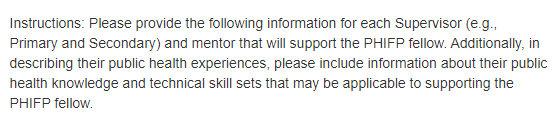 Instructions: Please provide the following information for each Supervisor (e.g.,
Primary and Secondary) and mentor that will support the PHIFP fellow. Additionally, in
describing their public health experiences, please include information about their public
health knowledge and technical skill sets that may be applicable to supporting the
PHIFP fellow.